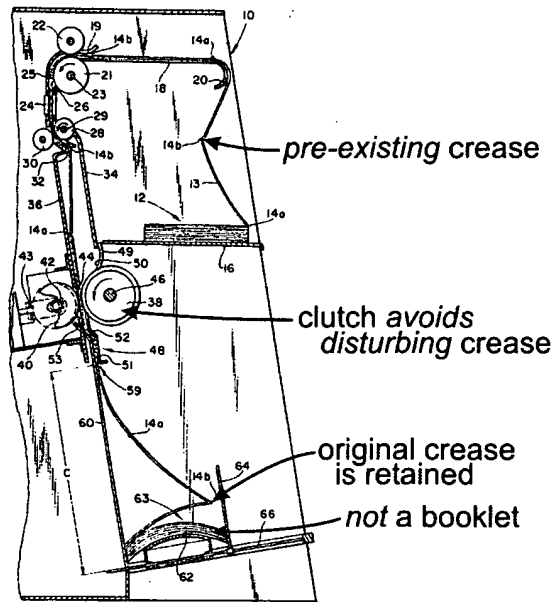 22
19
14b
14a
10
25
21
18
20
23
26
24
29
28
14b
pre-existing crease
30
14b
32
34
13
36
12
14a
14a
16
49
50
43
42
44
46
38
clutch avoids
disturbing crease
52
40
53
48
51
59
60
14a
C
14b
64
original crease
is retained
63
not a booklet
66
62